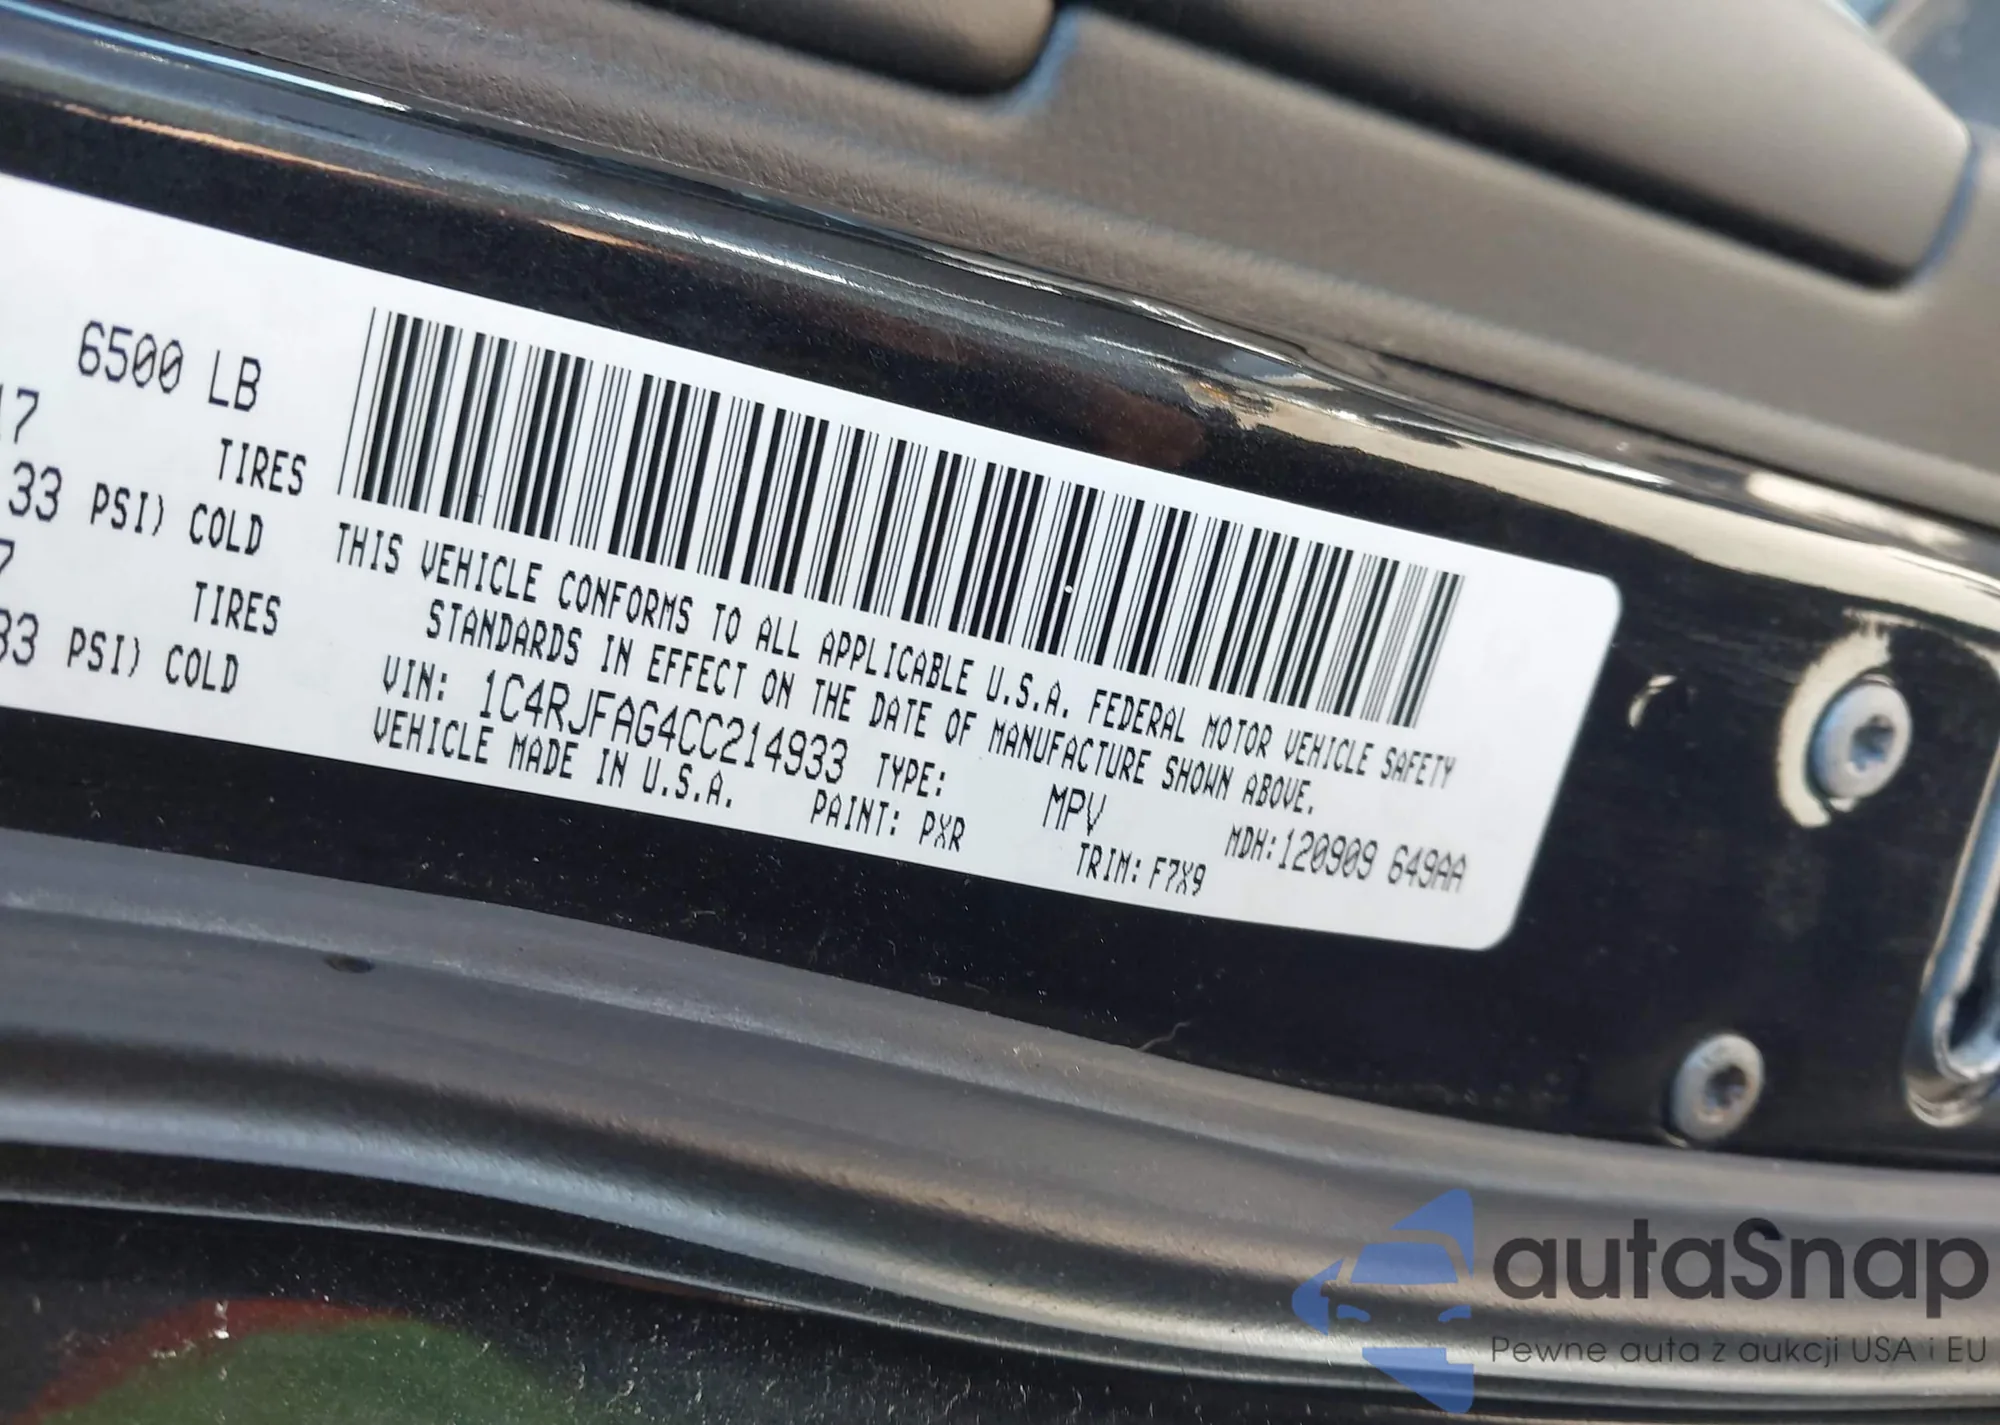 6500 LB
17
TIRES
33 PSI) COLD
7
TIRES
33 PSI) COLD
THIS VEHICLE CONFORMS TO ALL APPLICABLE U.S.A. FEDERAL MOTOR VEHICLE SAFETY
STANDARDS IN EFFECT ON THE DATE OF MANUFACTURE SHOWN ABOVE.
VIN: 1C4RJFAG4CC214933 TYPE: MPV MDH:120909 649AA
VEHICLE MADE IN U.S.A. PAINT: PXR TRIM: F7X9
autaSnap
Pewne auta z aukcji USA i EU